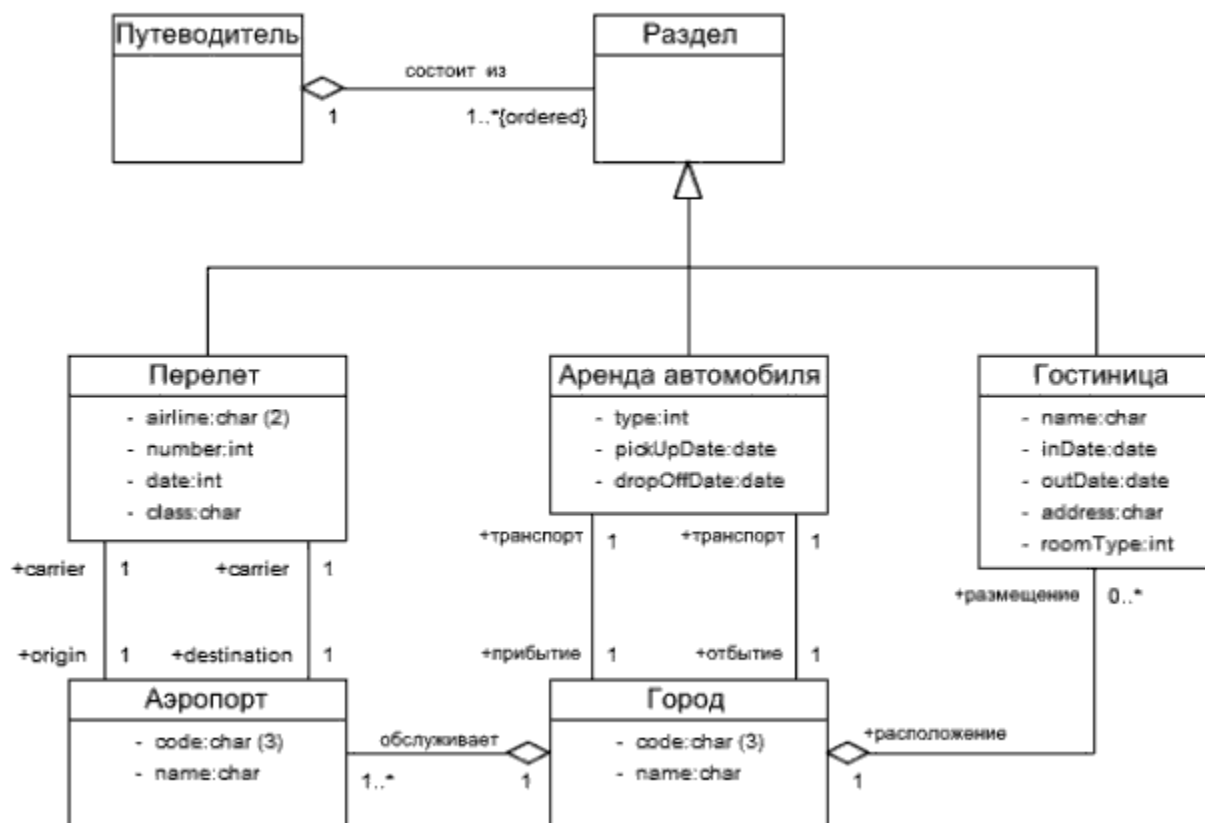 Путеводитель
Раздел
состоит из
1
1..*{ordered}
Перелет
- airline:char (2)
- number:int
- date:int
- class:char
Аренда автомобиля
- type:int
- pickUpDate:date
- dropOffDate:date
Гостиница
- name:char
- inDate:date
- outDate:date
- address:char
- roomType:int
+carrier 1 +carrier 1
+транспорт 1 +транспорт 1
+размещение 0..*
+origin 1 +destination 1
+прибытие 1 +отбытие 1
Аэропорт
- code:char (3)
- name:char
обслуживает
1..*
1
Город
- code:char (3)
- name:char
+расположение
1